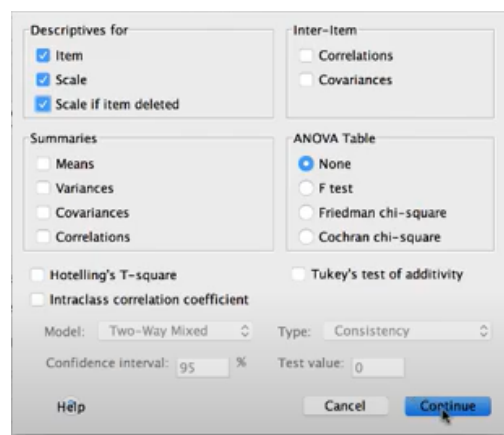 Descriptives for
Item
Scale
Scale if item deleted
Inter-Item
Correlations
Covariances
Summaries
Means
Variances
Covariances
Correlations
ANOVA Table
None
F test
Friedman chi-square
Cochran chi-square
Hotelling's T-square
Tukey's test of additivity
Intraclass correlation coefficient
Model: Two-Way Mixed Type: Consistency
Confidence interval: 95 % Test value: 0
Help Cancel Continue